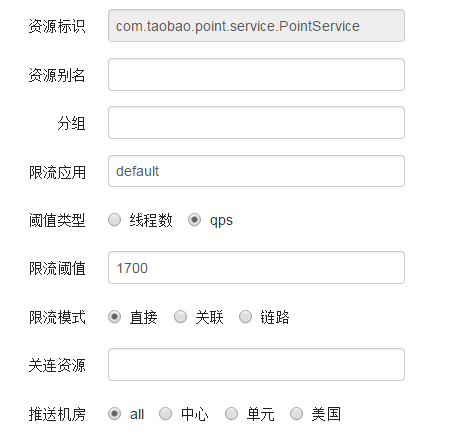 资源标识 com.taobao.point.service.PointService
资源别名
分组
限流应用 default
阈值类型 线程数 qps
限流阈值 1700
限流模式 直接 关联 链路
关连资源
推送机房 all 中心 单元 美国